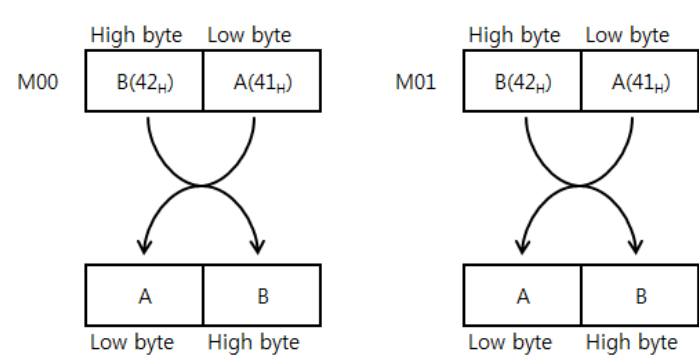 High byte Low byte High byte Low byte
M00 B(42H) A(41H) M01 B(42H) A(41H)
A B A B
Low byte High byte Low byte High byte